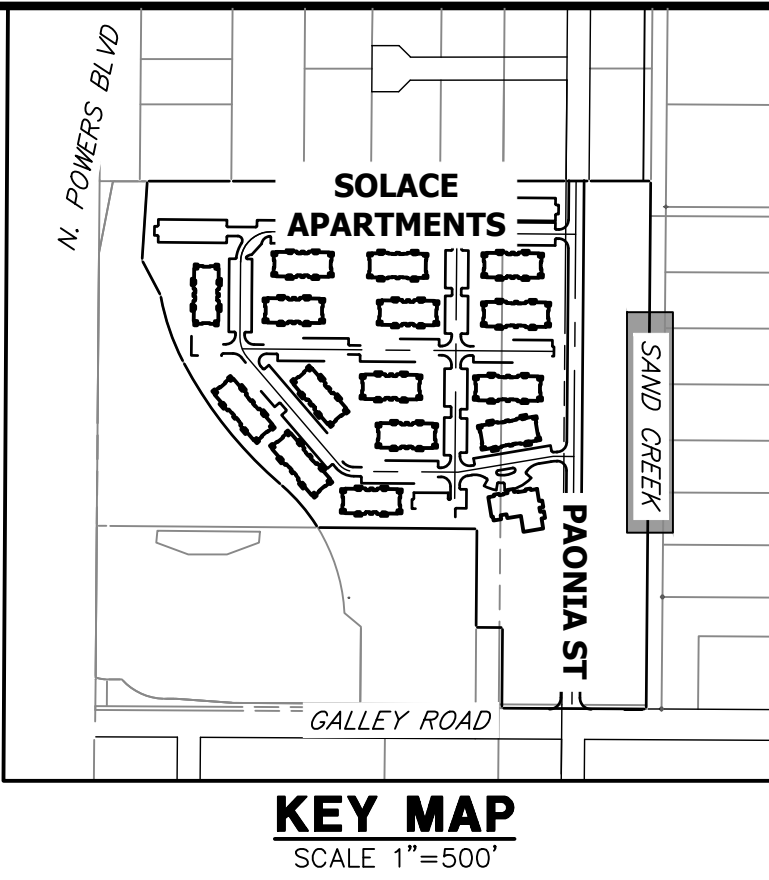 N. POWERS BLVD
SOLACE
APARTMENTS
SAND CREEK
PAONIA ST
GALLEY ROAD
KEY MAP
SCALE 1"=500'